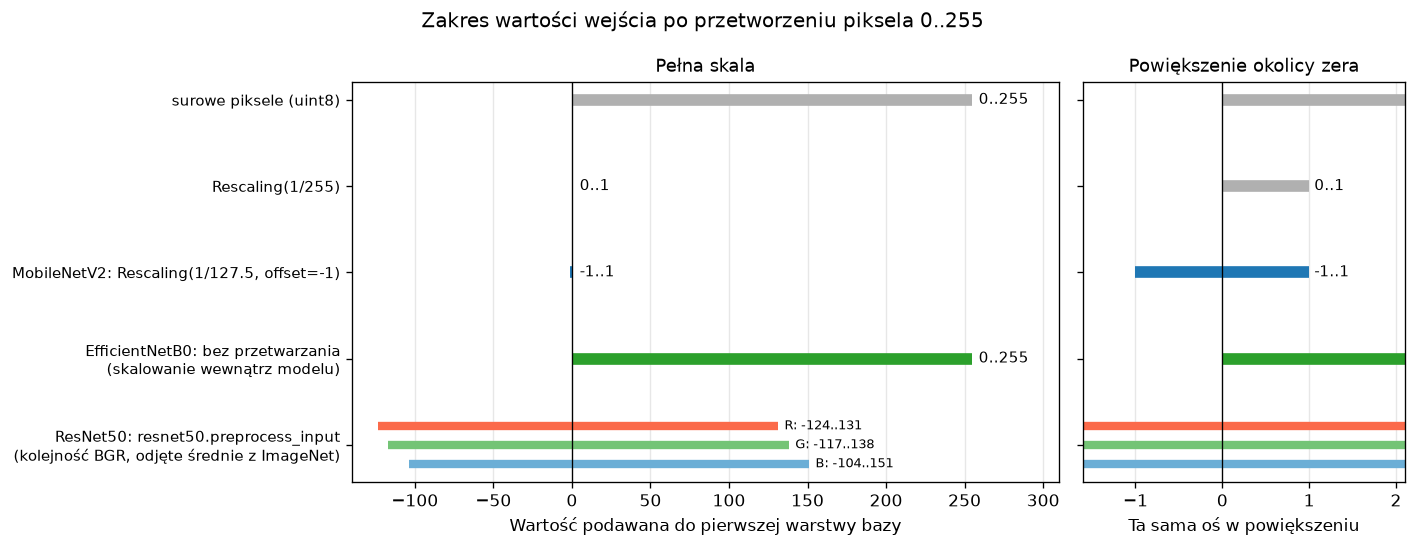 Zakres wartości wejścia po przetworzeniu piksela 0..255
Pełna skala
Powiększenie okolicy zera
surowe piksele (uint8)
0..255
Rescaling(1/255)
0..1
0..1
MobileNetV2: Rescaling(1/127.5, offset=-1)
-1..1
-1..1
EfficientNetB0: bez przetwarzania
(skalowanie wewnątrz modelu)
0..255
ResNet50: resnet50.preprocess_input
(kolejność BGR, odjęte średnie z ImageNet)
R: -124..131
G: -117..138
B: -104..151
−100 −50 0 50 100 150 200 250 300
−1 0 1 2
Wartość podawana do pierwszej warstwy bazy
Ta sama oś w powiększeniu